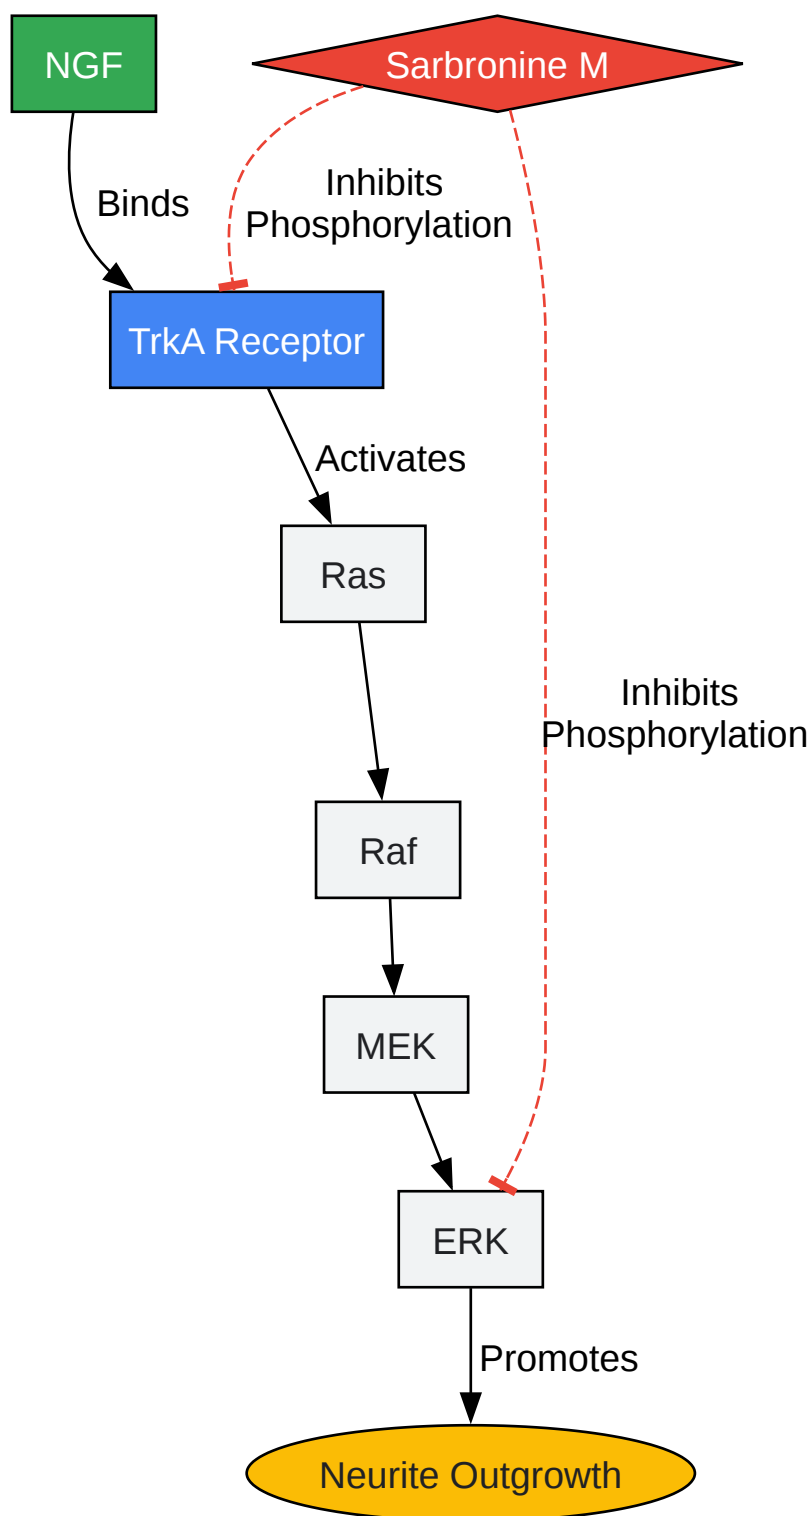 NGF
Sarbronine M
Binds
Inhibits
Phosphorylation
TrkA Receptor
Activates
Ras
Inhibits
Phosphorylation
Raf
MEK
ERK
Promotes
Neurite Outgrowth